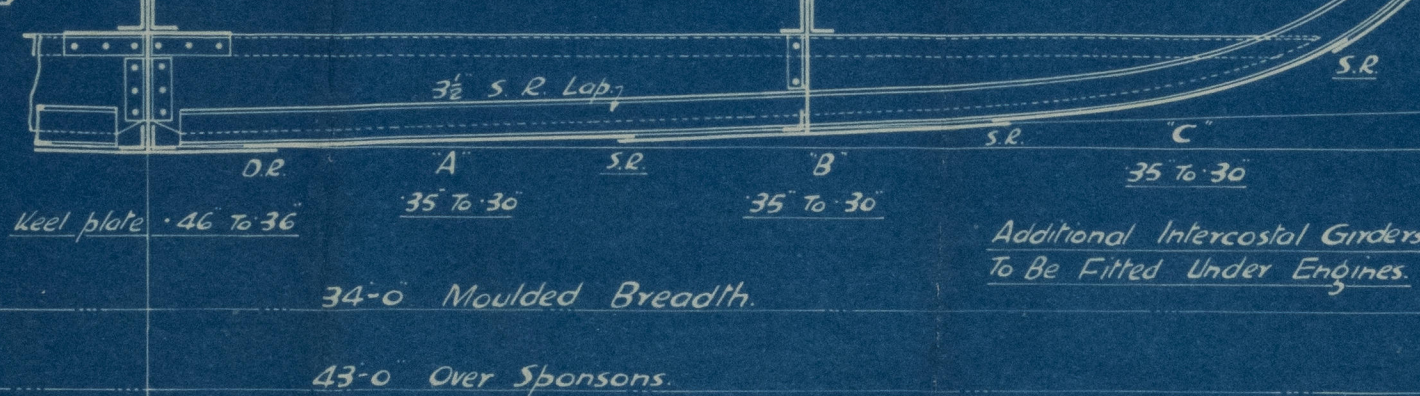 3½" S. R. Lap.
S.R.
D.R.
"A"
S.R.
"B"
S.R.
"C"
·35" To ·30"
·35" To ·30"
·35" To ·30"
Keel plate ·46" To ·36"
Additional Intercostal Girders
To Be Fitted Under Engines.
34'-0" Moulded Breadth.
43'-0" Over Sponsons.